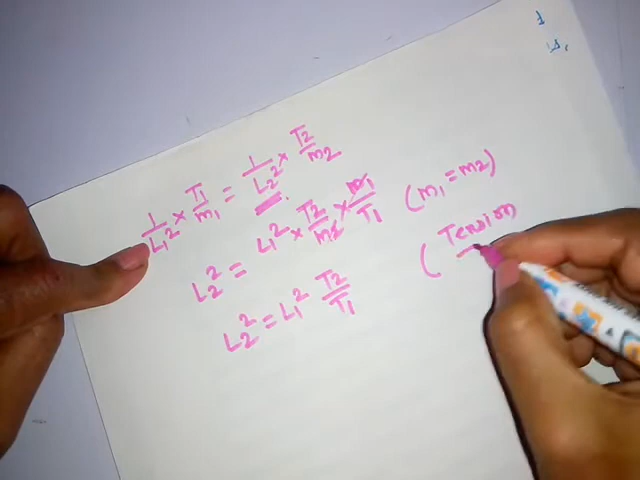 1/L₁² × T₁/m₁ = 1/L₂² × T₂/m₂
L₂² = L₁² × T₂/m₂ × m₁/T₁ (m₁ = m₂)
L₂² = L₁² T₂/T₁
( Tension